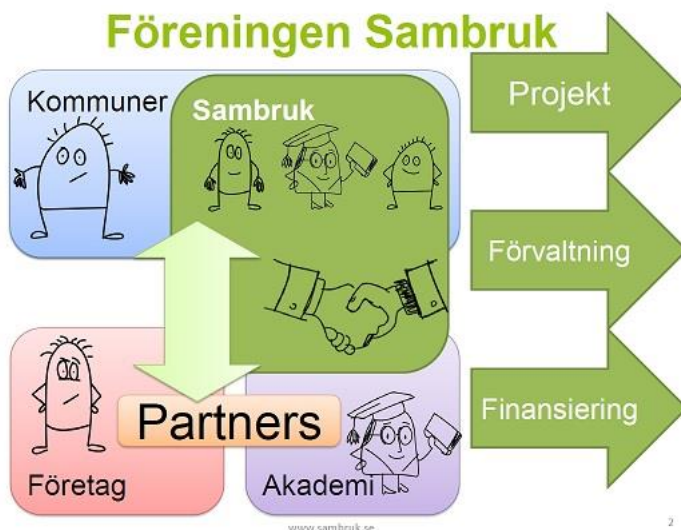 Föreningen Sambruk
Kommuner
Sambruk
Projekt
Förvaltning
Partners
Företag
Akademi
Finansiering
www.sambruk.se
2